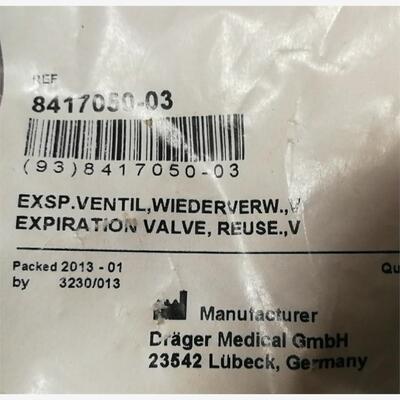 REF
8417050-03
(93)8417050-03
EXSP.VENTIL,WIEDERVERW.,V
EXPIRATION VALVE, REUSE.,V
Packed 2013 - 01 Qu
by 3230/013
Manufacturer
Dräger Medical GmbH
23542 Lübeck, Germany